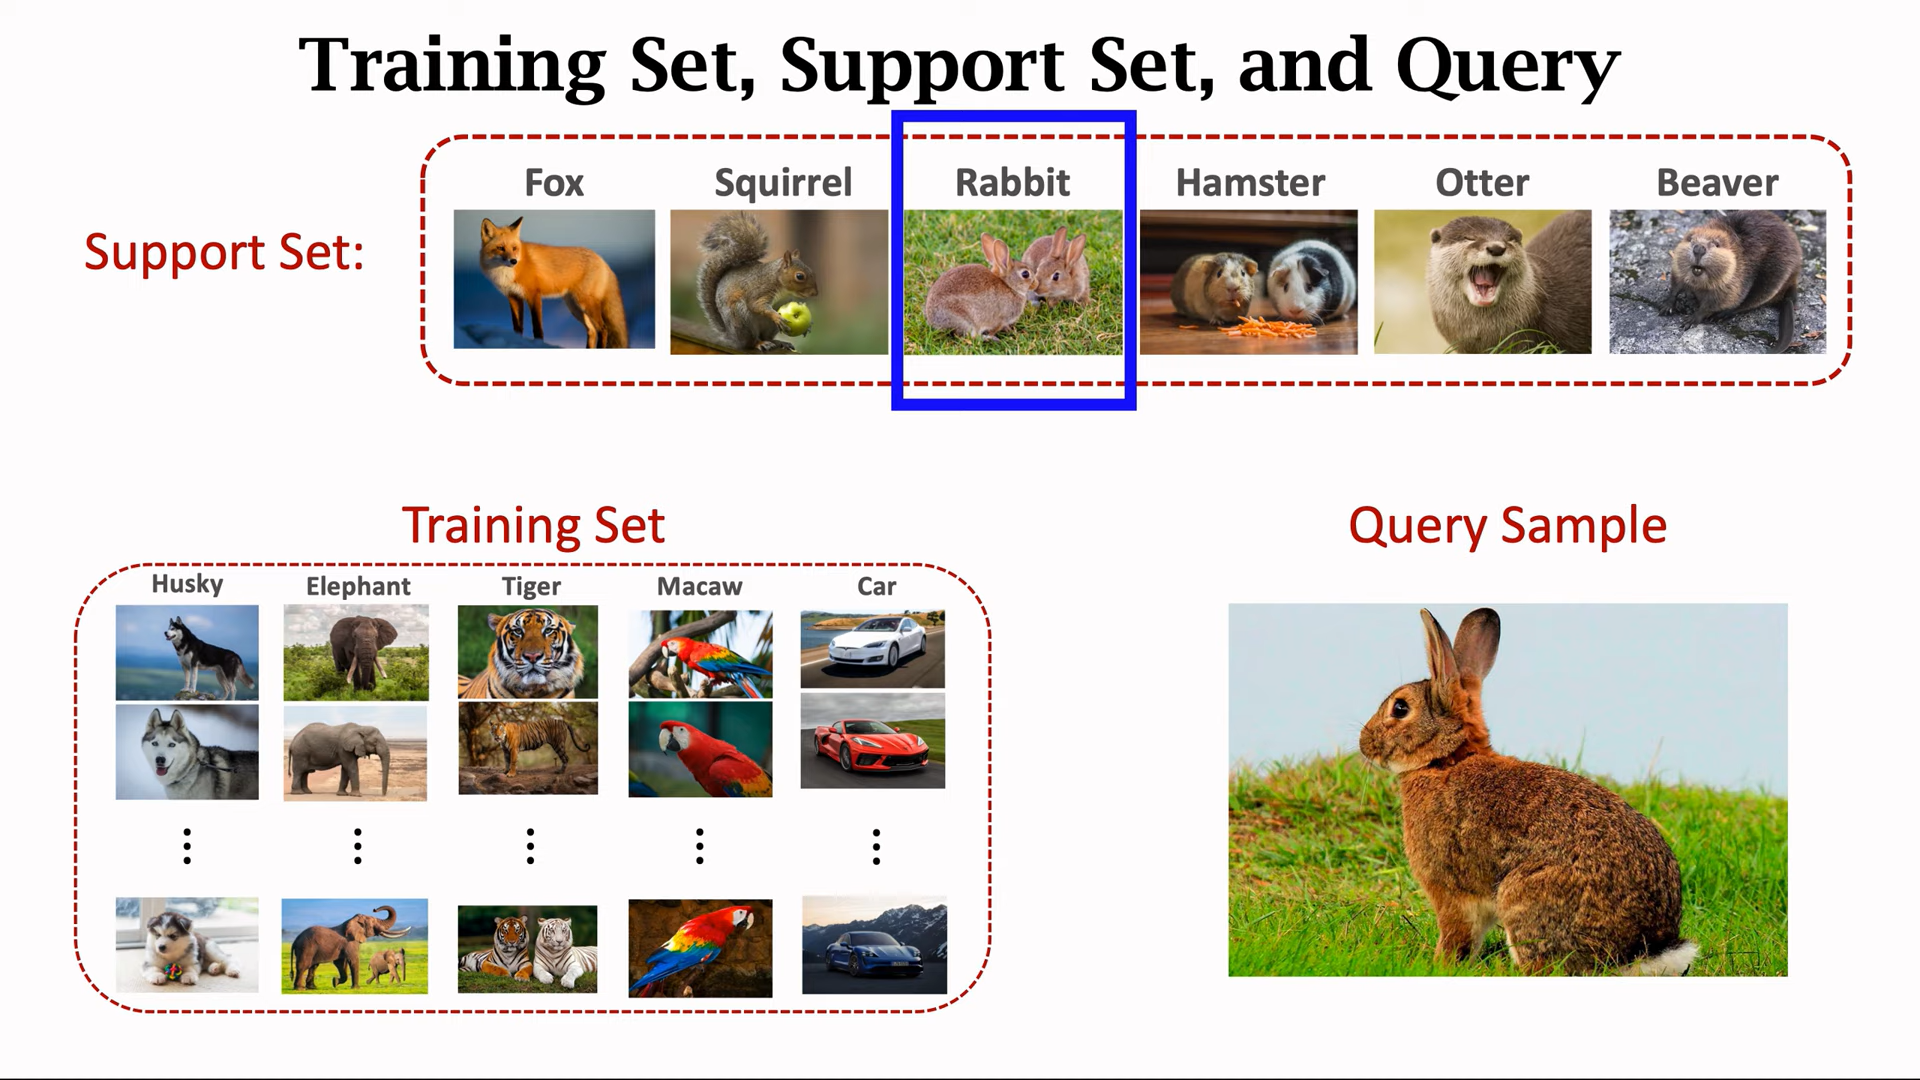 Training Set, Support Set, and Query
Support Set:
Fox
Squirrel
Rabbit
Hamster
Otter
Beaver
Training Set
Query Sample
Husky
Elephant
Tiger
Macaw
Car